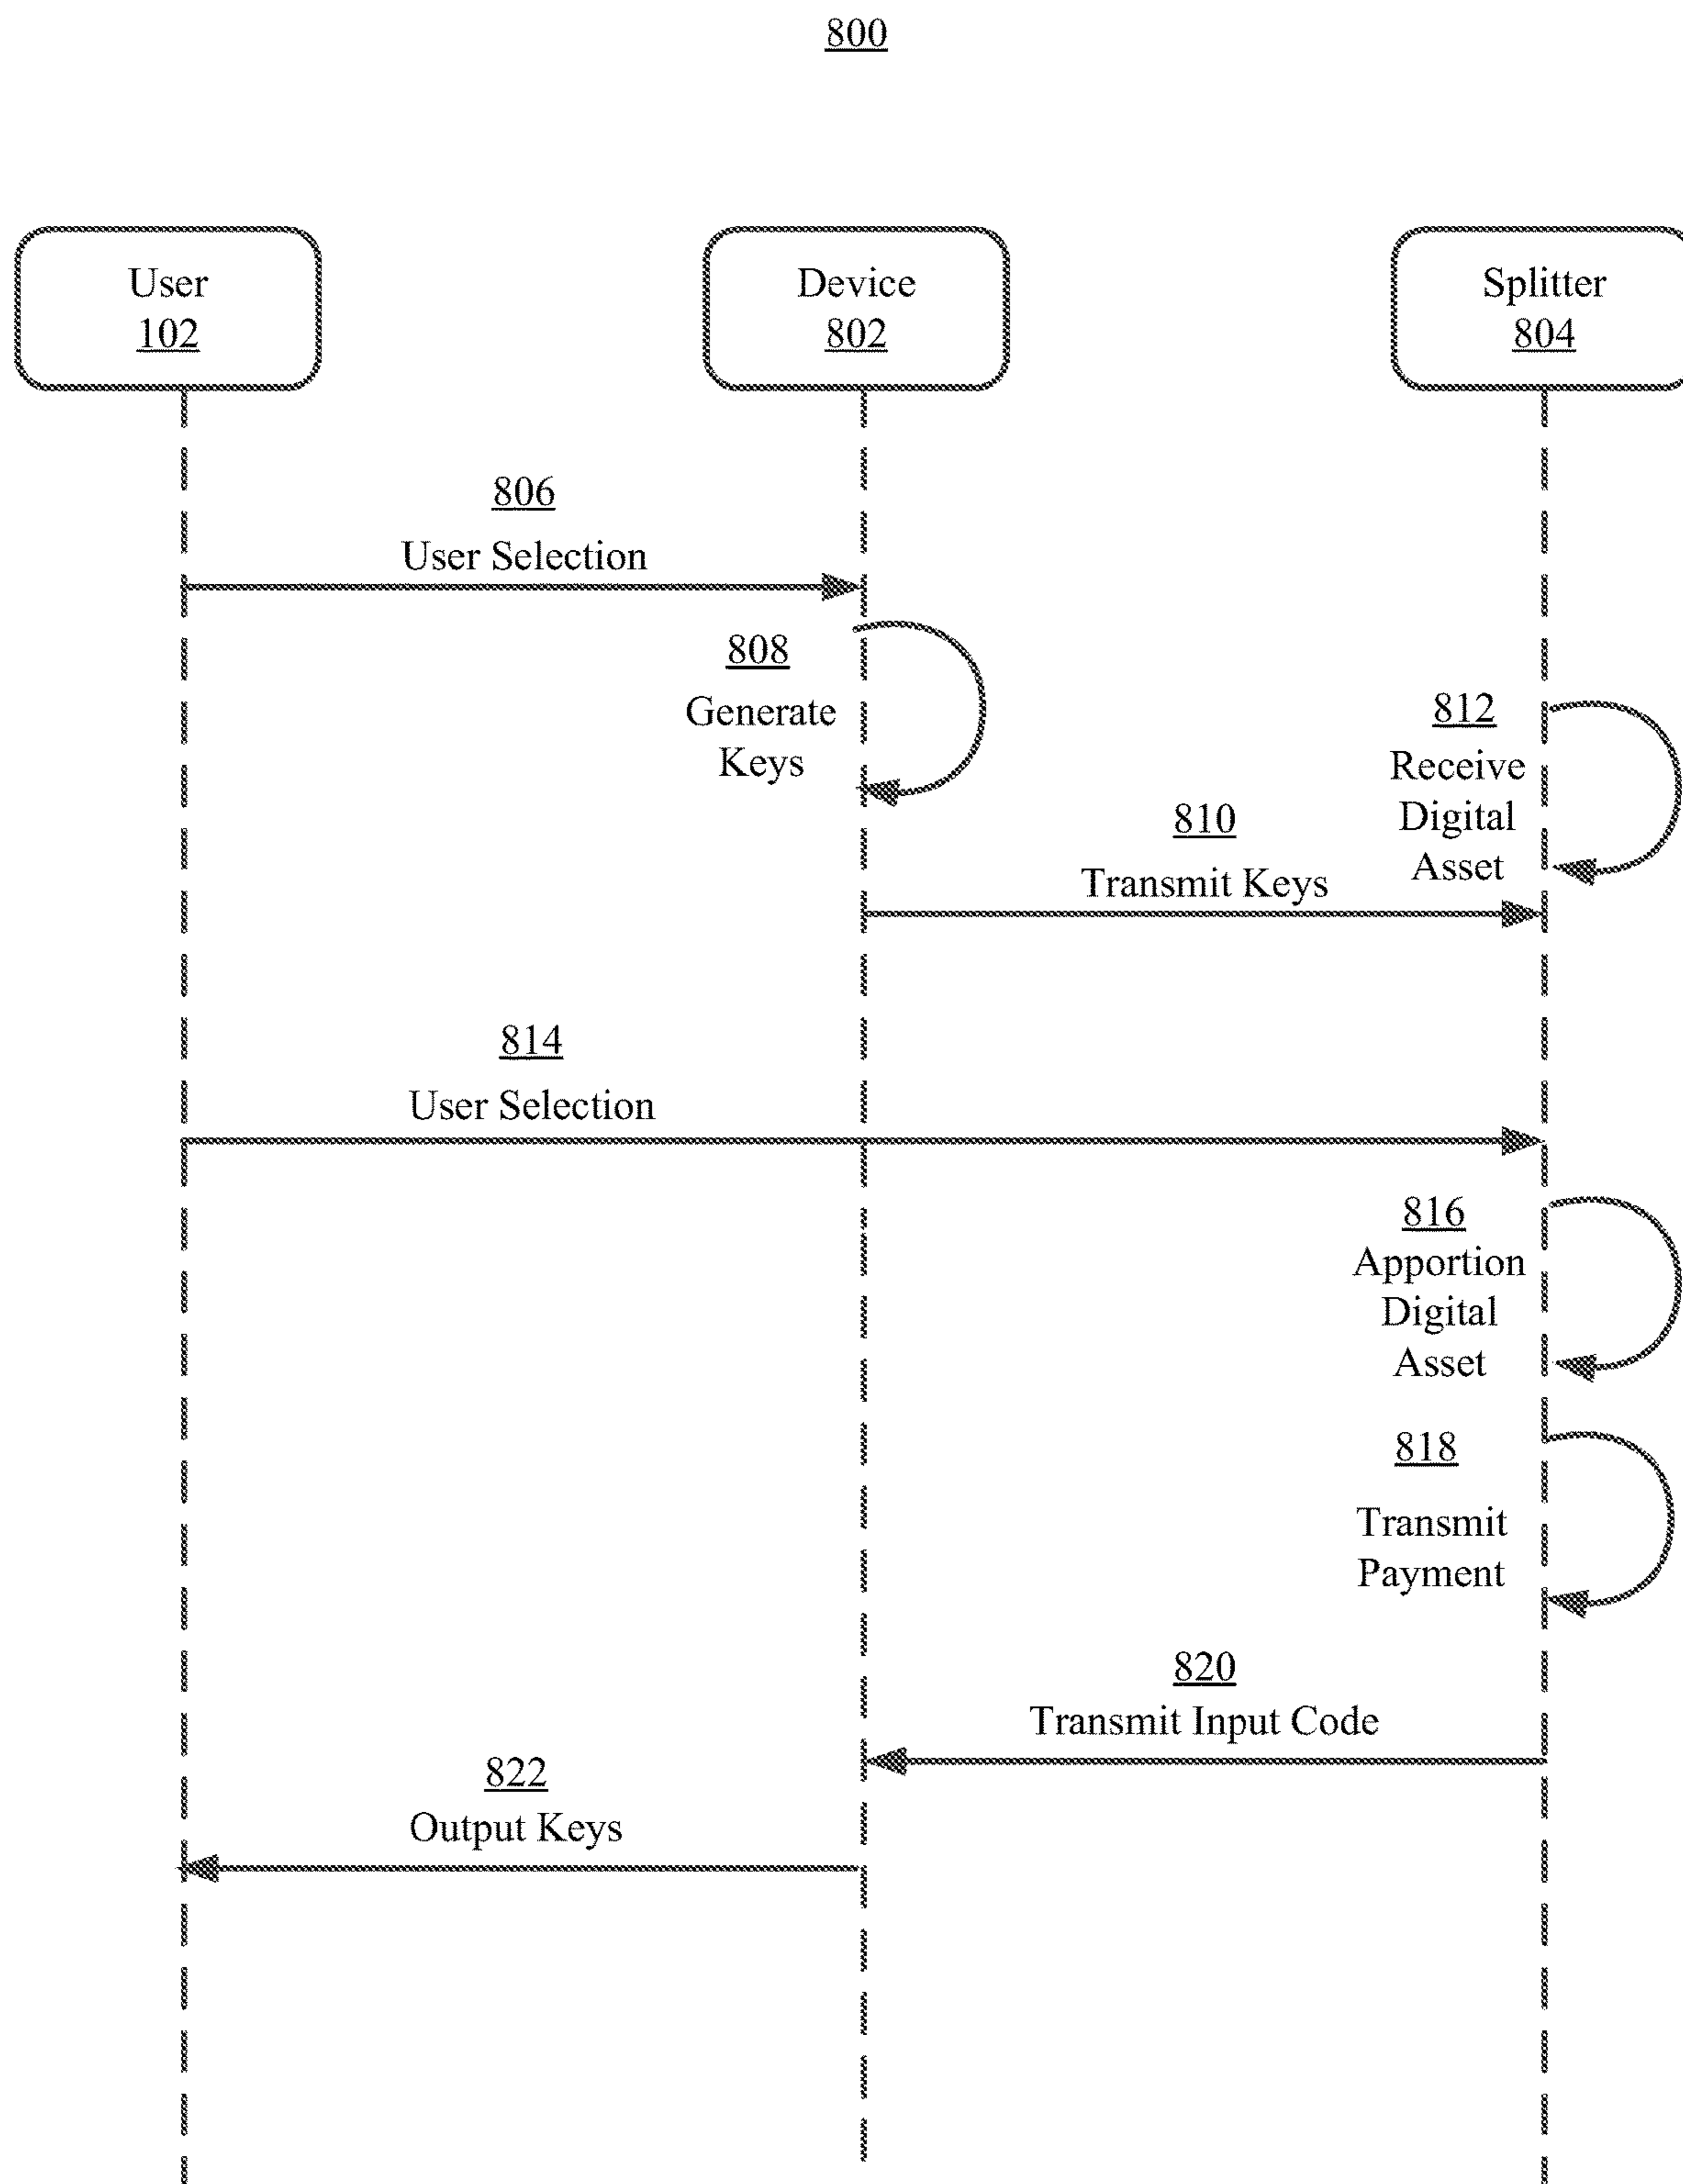 800
User
102
Device
802
Splitter
804
806
User Selection
808
Generate
Keys
812
Receive
Digital
Asset
810
Transmit Keys
814
User Selection
816
Apportion
Digital
Asset
818
Transmit
Payment
820
Transmit Input Code
822
Output Keys